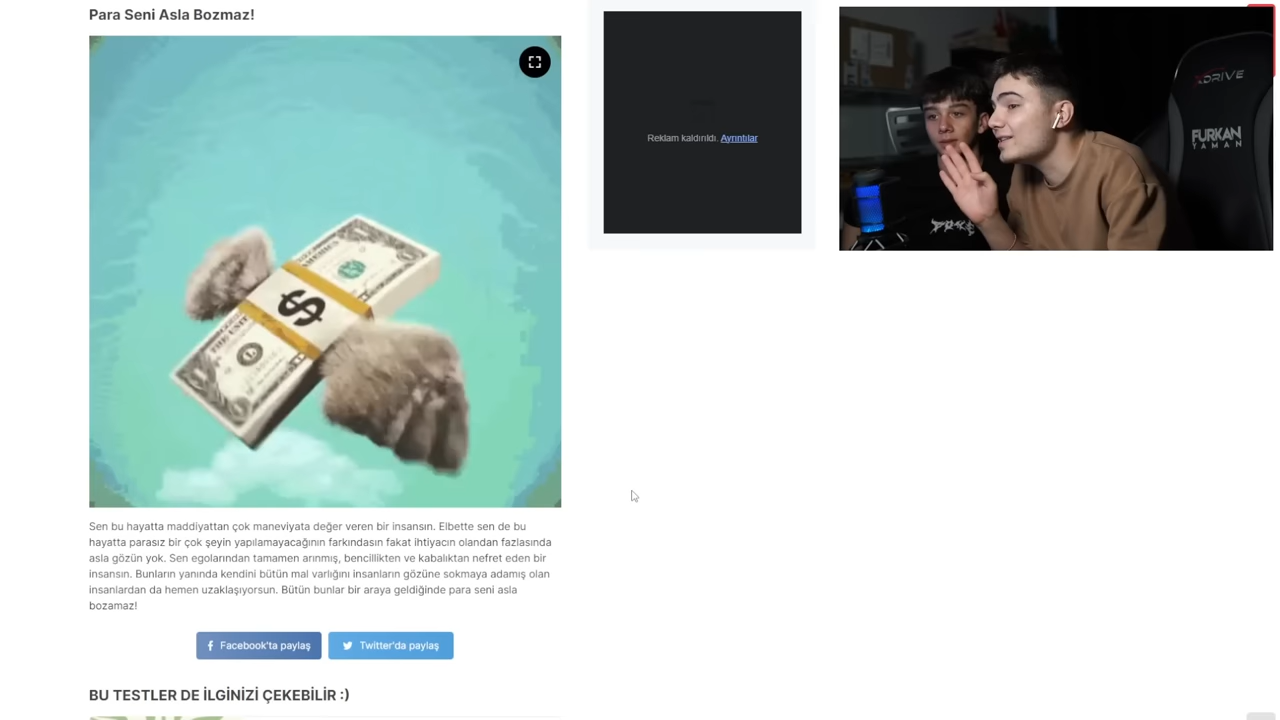 Para Seni Asla Bozmaz!
Reklam kaldırıldı. Ayrıntılar
XDRIVE
FURKAN
YAMAN
$
Sen bu hayatta maddiyattan çok maneviyata değer veren bir insansın. Elbette sen de bu
hayatta parasız bir çok şeyin yapılamayacağının farkındasın fakat ihtiyacın olandan fazlasında
asla gözün yok. Sen egolarından tamamen arınmış, bencillikten ve kabalıktan nefret eden bir
insansın. Bunların yanında kendini bütün mal varlığını insanların gözüne sokmaya adamış olan
insanlardan da hemen uzaklaşıyorsun. Bütün bunlar bir araya geldiğinde para seni asla
bozamaz!
Facebook'ta paylaş
Twitter'da paylaş
BU TESTLER DE İLGİNİZİ ÇEKEBİLİR :)